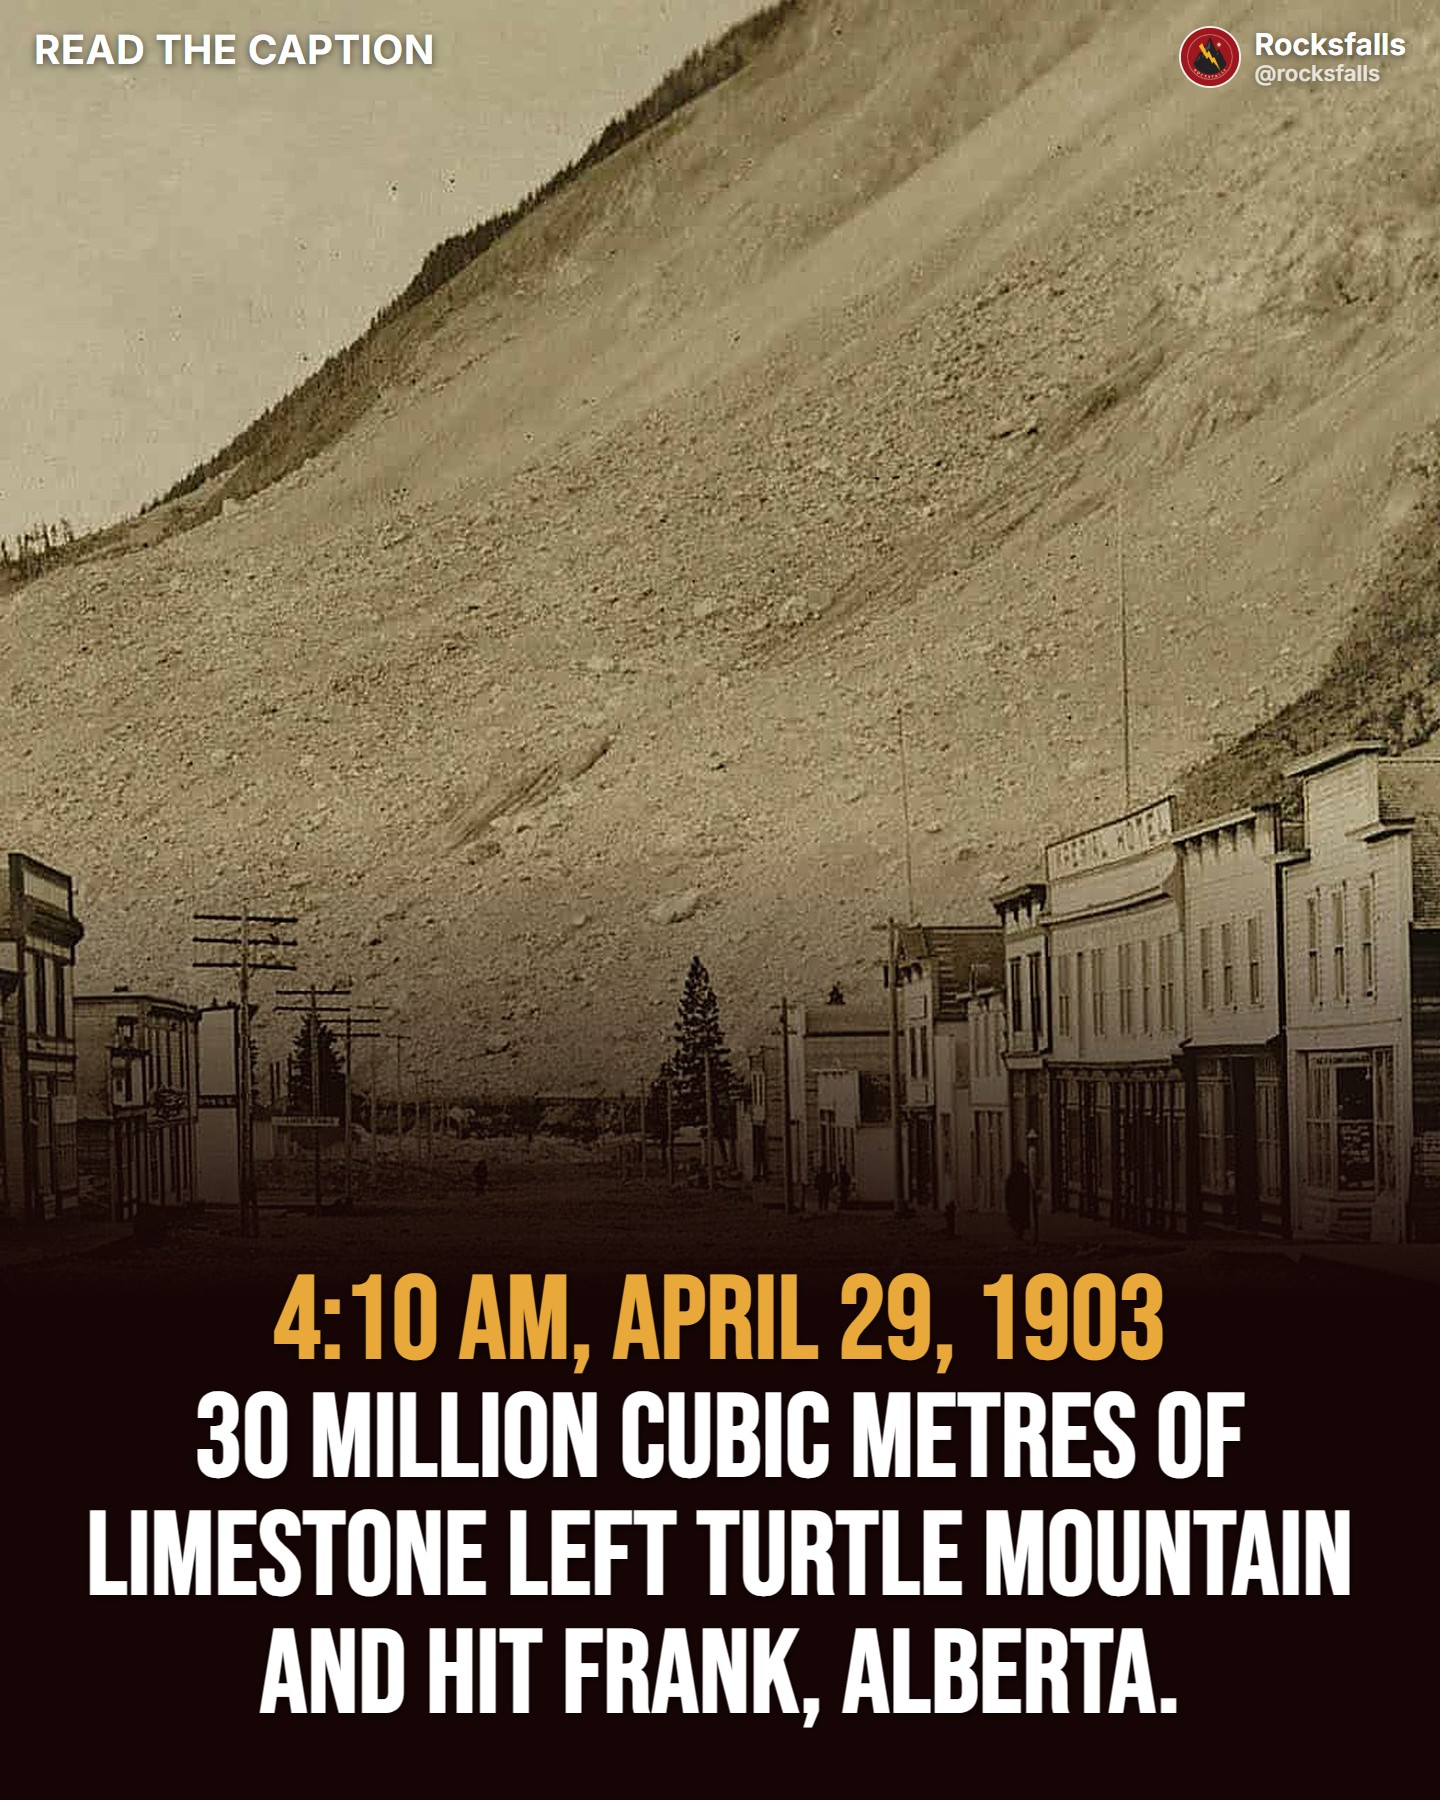 READ THE CAPTION
Rocksfalls
@rocksfalls
HOTEL
4:10 AM, APRIL 29, 1903
30 MILLION CUBIC METRES OF
LIMESTONE LEFT TURTLE MOUNTAIN
AND HIT FRANK, ALBERTA.